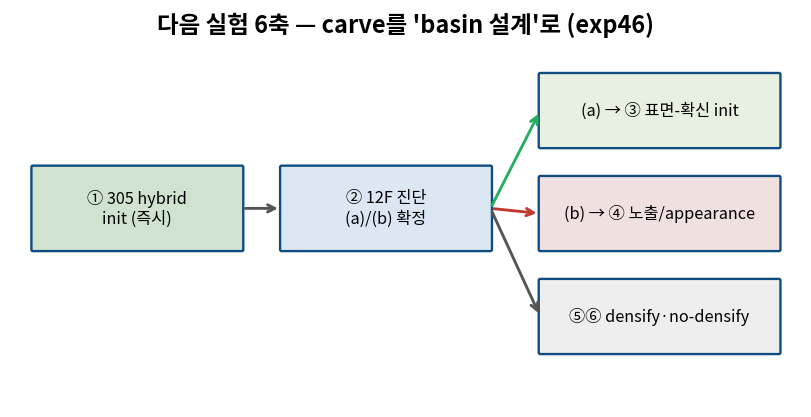 다음 실험 6축 — carve를 'basin 설계'로 (exp46)
① 305 hybrid
init (즉시)
② 12F 진단
(a)/(b) 확정
(a) → ③ 표면-확신 init
(b) → ④ 노출/appearance
⑤⑥ densify·no-densify